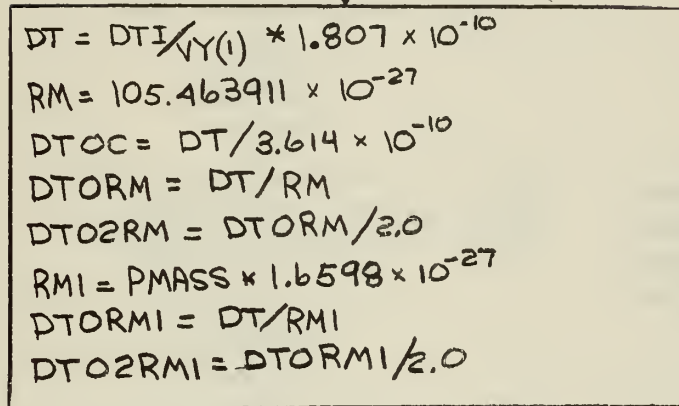 DT = DTI/VY(1) * 1.807 × 10^-10
RM = 105.463911 × 10^-27
DTOC = DT/3.614 × 10^-10
DTORM = DT/RM
DTO2RM = DTORM/2.0
RM1 = PMASS * 1.6598 × 10^-27
DTORM1 = DT/RM1
DTO2RM1 = DTORM1/2.0